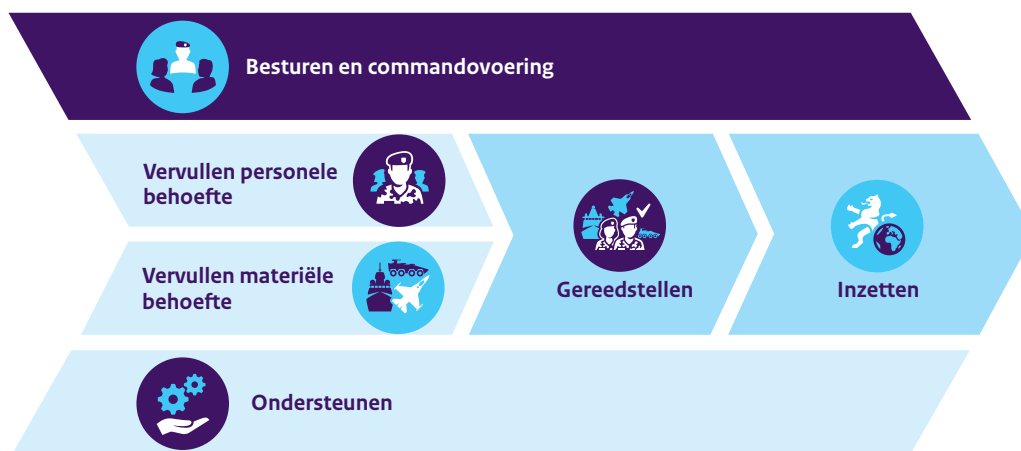 Besturen en commandovoering
Vervullen personele
behoefte
Vervullen materiële
behoefte
Gereedstellen
Inzetten
Ondersteunen